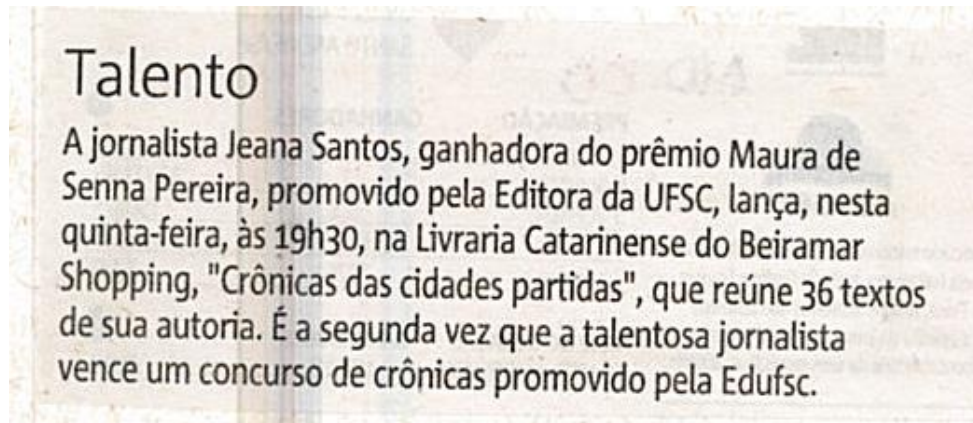 Talento
A jornalista Jeana Santos, ganhadora do prêmio Maura de
Senna Pereira, promovido pela Editora da UFSC, lança, nesta
quinta-feira, às 19h30, na Livraria Catarinense do Beiramar
Shopping, "Crônicas das cidades partidas", que reúne 36 textos
de sua autoria. É a segunda vez que a talentosa jornalista
vence um concurso de crônicas promovido pela Edufsc.